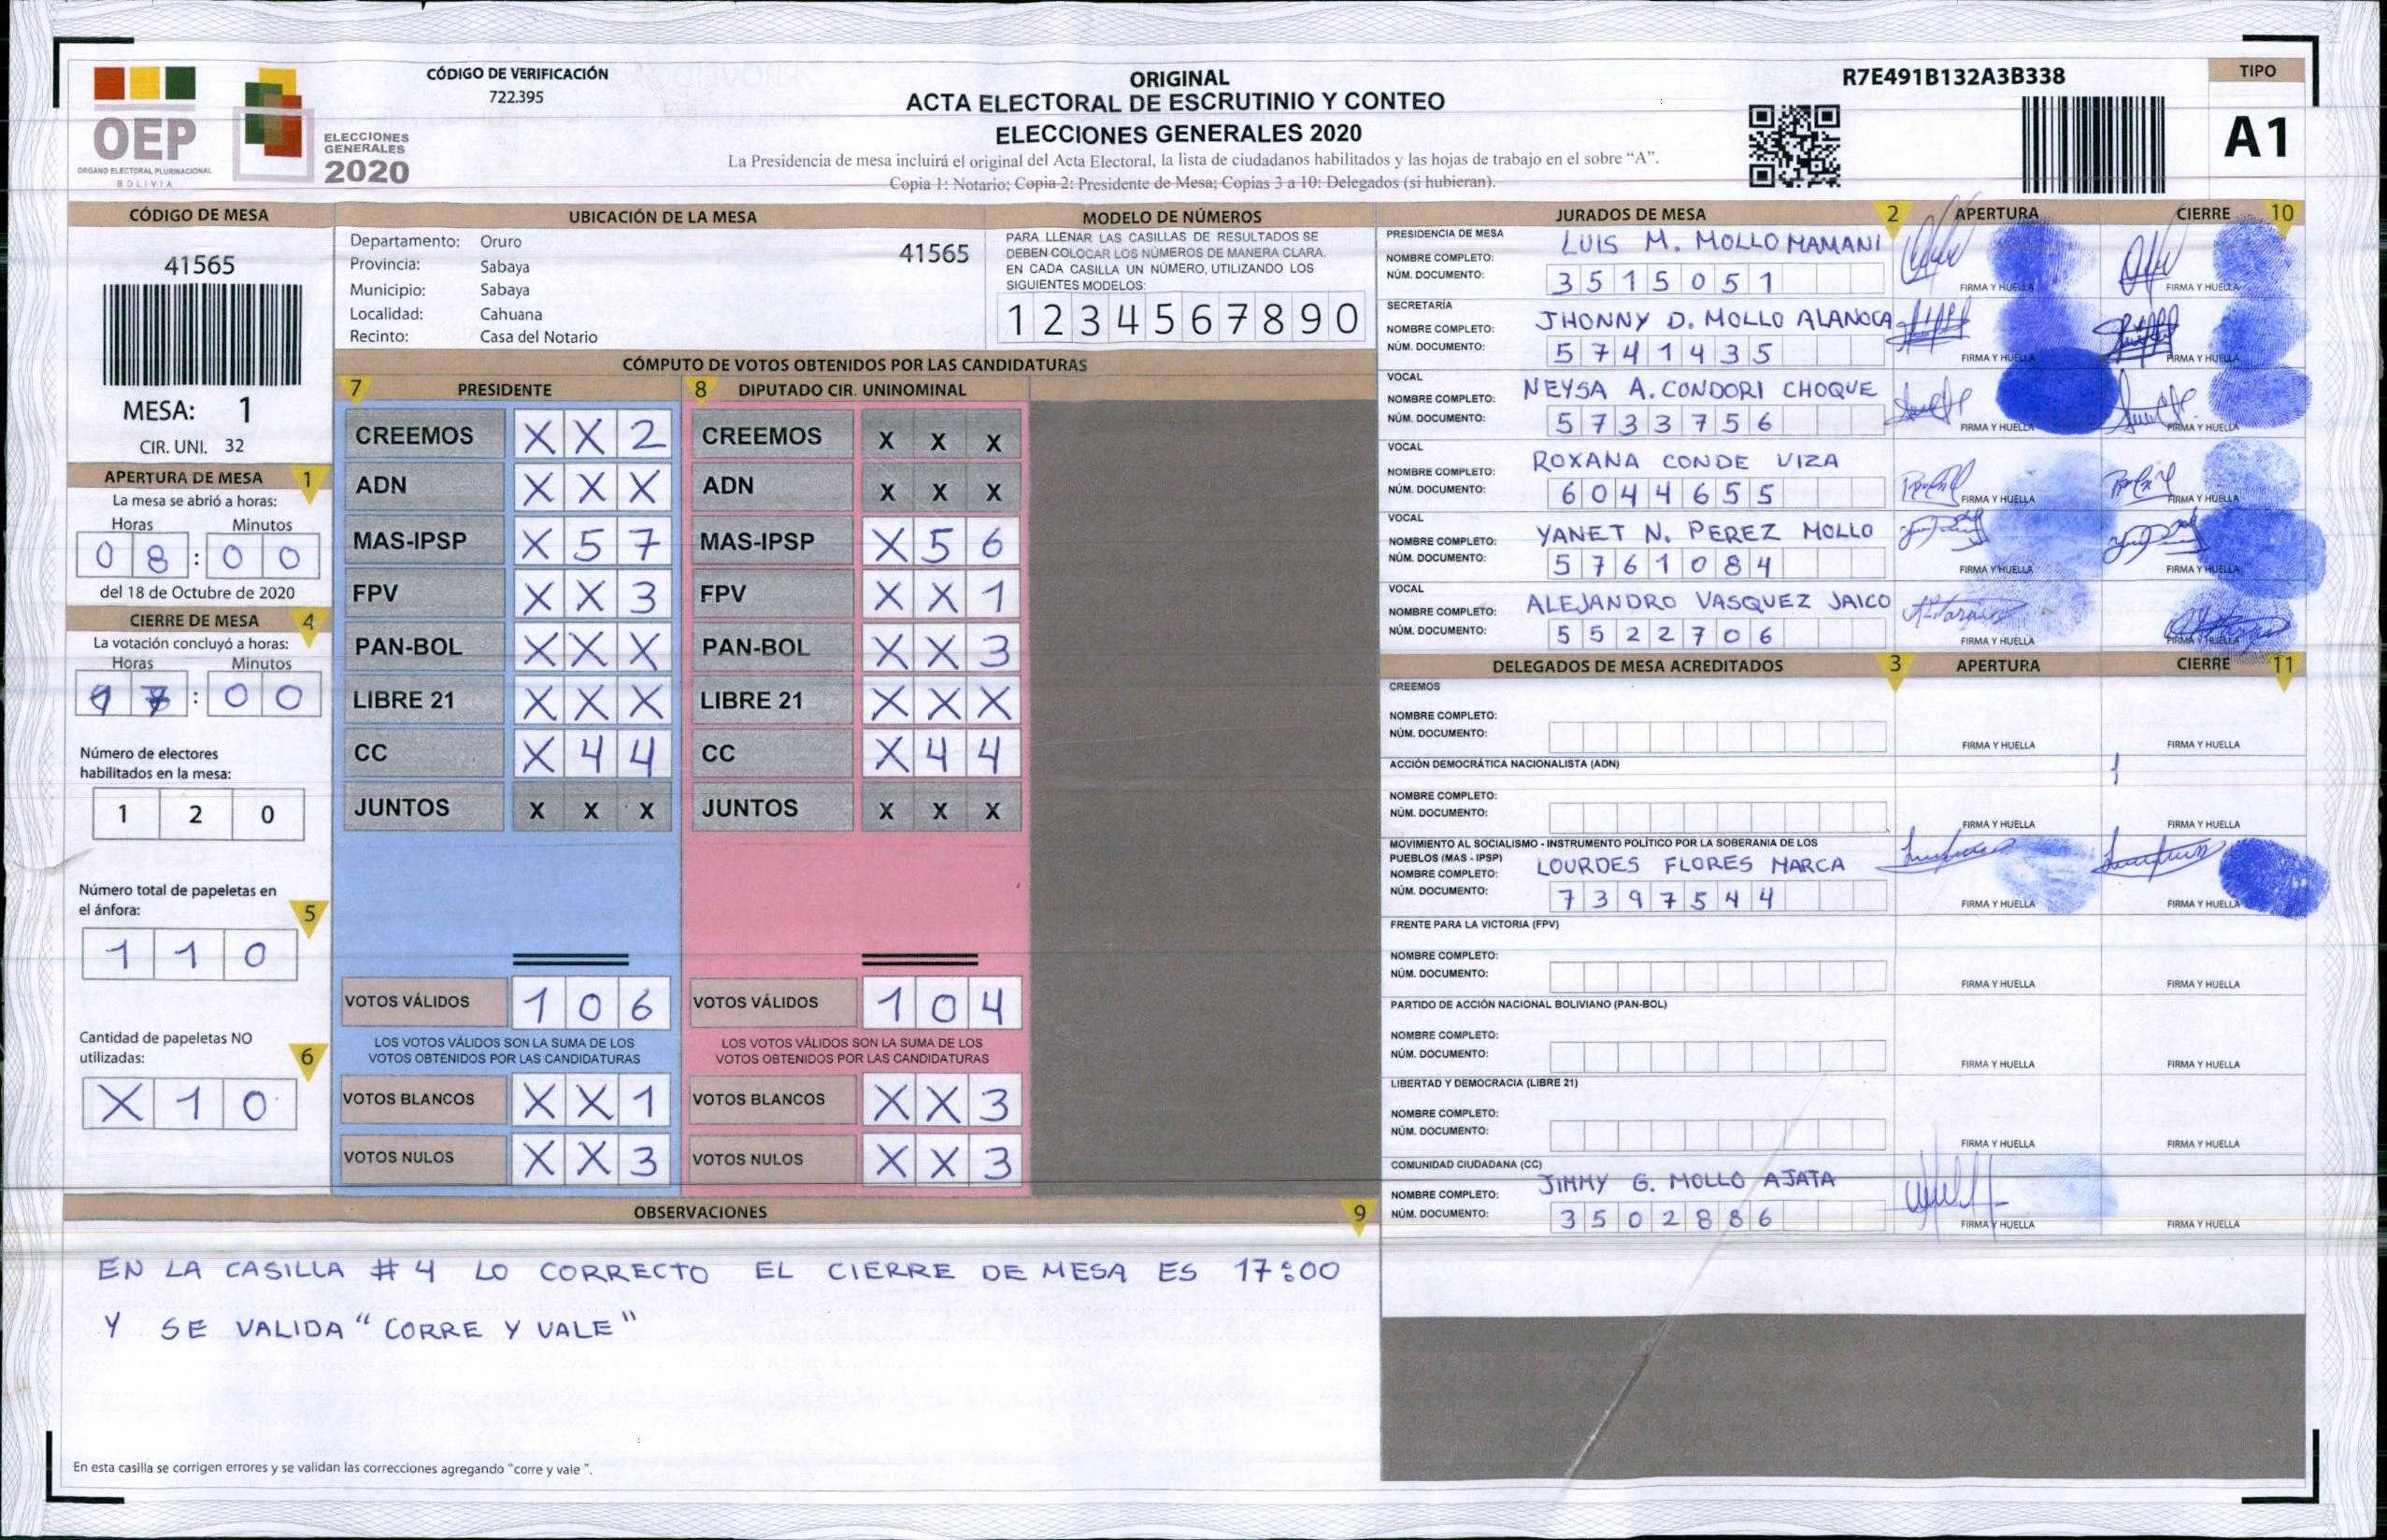 OEP
ORGANO ELECTORAL PLURINACIONAL
BOLIVIA
ELECCIONES
GENERALES
2020
CÓDIGO DE VERIFICACIÓN
722.395
ORIGINAL
ACTA ELECTORAL DE ESCRUTINIO Y CONTEO
ELECCIONES GENERALES 2020
La Presidencia de mesa incluirá el original del Acta Electoral, la lista de ciudadanos habilitados y las hojas de trabajo en el sobre “A”.
Copia 1: Notario; Copia 2: Presidente de Mesa; Copias 3 a 10: Delegados (si hubieran).
R7E491B132A3B338
TIPO
A1
CÓDIGO DE MESA
41565
MESA: 1
CIR. UNI. 32
APERTURA DE MESA 1
La mesa se abrió a horas:
Horas Minutos
0 8 : 0 0
del 18 de Octubre de 2020
CIERRE DE MESA 4
La votación concluyó a horas:
Horas Minutos
1 7 : 0 0
Número de electores
habilitados en la mesa:
1 2 0
Número total de papeletas en
el ánfora: 5
1 1 0
Cantidad de papeletas NO
utilizadas: 6
X 1 0
UBICACIÓN DE LA MESA
Departamento: Oruro 41565
Provincia: Sabaya
Municipio: Sabaya
Localidad: Cahuana
Recinto: Casa del Notario
MODELO DE NÚMEROS
PARA LLENAR LAS CASILLAS DE RESULTADOS SE
DEBEN COLOCAR LOS NÚMEROS DE MANERA CLARA.
EN CADA CASILLA UN NÚMERO, UTILIZANDO LOS
SIGUIENTES MODELOS:
1 2 3 4 5 6 7 8 9 0
CÓMPUTO DE VOTOS OBTENIDOS POR LAS CANDIDATURAS
7 PRESIDENTE 8 DIPUTADO CIR. UNINOMINAL
CREEMOS X X 2 CREEMOS X X X
ADN X X X ADN X X X
MAS-IPSP X 5 7 MAS-IPSP X 5 6
FPV X X 3 FPV X X 1
PAN-BOL X X X PAN-BOL X X 3
LIBRE 21 X X X LIBRE 21 X X X
CC X 4 4 CC X 4 4
JUNTOS X X X JUNTOS X X X
VOTOS VÁLIDOS 1 0 6 VOTOS VÁLIDOS 1 0 4
LOS VOTOS VÁLIDOS SON LA SUMA DE LOS LOS VOTOS VÁLIDOS SON LA SUMA DE LOS
VOTOS OBTENIDOS POR LAS CANDIDATURAS VOTOS OBTENIDOS POR LAS CANDIDATURAS
VOTOS BLANCOS X X 1 VOTOS BLANCOS X X 3
VOTOS NULOS X X 3 VOTOS NULOS X X 3
JURADOS DE MESA 2 APERTURA CIERRE 10
PRESIDENCIA DE MESA
NOMBRE COMPLETO: LUIS M. MOLLO MAMANI
NÚM. DOCUMENTO: 3 5 1 5 0 5 1 FIRMA Y HUELLA FIRMA Y HUELLA
SECRETARÍA
NOMBRE COMPLETO: JHONNY D. MOLLO ALANOCA
NÚM. DOCUMENTO: 5 7 4 1 4 3 5 FIRMA Y HUELLA FIRMA Y HUELLA
VOCAL
NOMBRE COMPLETO: NEYSA A. CONDORI CHOQUE
NÚM. DOCUMENTO: 5 7 3 3 7 5 6 FIRMA Y HUELLA FIRMA Y HUELLA
VOCAL
NOMBRE COMPLETO: ROXANA CONDE VIZA
NÚM. DOCUMENTO: 6 0 4 4 6 5 5 FIRMA Y HUELLA FIRMA Y HUELLA
VOCAL
NOMBRE COMPLETO: YANET N. PEREZ MOLLO
NÚM. DOCUMENTO: 5 7 6 1 0 8 4 FIRMA Y HUELLA FIRMA Y HUELLA
VOCAL
NOMBRE COMPLETO: ALEJANDRO VASQUEZ JAICO
NÚM. DOCUMENTO: 5 5 2 2 7 0 6 FIRMA Y HUELLA FIRMA Y HUELLA
DELEGADOS DE MESA ACREDITADOS 3 APERTURA CIERRE 11
CREEMOS
NOMBRE COMPLETO:
NÚM. DOCUMENTO: FIRMA Y HUELLA FIRMA Y HUELLA
ACCIÓN DEMOCRÁTICA NACIONALISTA (ADN)
NOMBRE COMPLETO:
NÚM. DOCUMENTO: FIRMA Y HUELLA FIRMA Y HUELLA
MOVIMIENTO AL SOCIALISMO - INSTRUMENTO POLÍTICO POR LA SOBERANIA DE LOS
PUEBLOS (MAS - IPSP)
NOMBRE COMPLETO: LOURDES FLORES MARCA
NÚM. DOCUMENTO: 7 3 9 7 5 4 4 FIRMA Y HUELLA FIRMA Y HUELLA
FRENTE PARA LA VICTORIA (FPV)
NOMBRE COMPLETO:
NÚM. DOCUMENTO: FIRMA Y HUELLA FIRMA Y HUELLA
PARTIDO DE ACCIÓN NACIONAL BOLIVIANO (PAN-BOL)
NOMBRE COMPLETO:
NÚM. DOCUMENTO: FIRMA Y HUELLA FIRMA Y HUELLA
LIBERTAD Y DEMOCRACIA (LIBRE 21)
NOMBRE COMPLETO:
NÚM. DOCUMENTO: FIRMA Y HUELLA FIRMA Y HUELLA
COMUNIDAD CIUDADANA (CC)
NOMBRE COMPLETO: JIMMY G. MOLLO AJATA
NÚM. DOCUMENTO: 3 5 0 2 8 8 6 FIRMA Y HUELLA FIRMA Y HUELLA
OBSERVACIONES 9
EN LA CASILLA # 4 LO CORRECTO EL CIERRE DE MESA ES 17:00
Y SE VALIDA “CORRE Y VALE”
En esta casilla se corrigen errores y se validan las correcciones agregando “corre y vale ”.